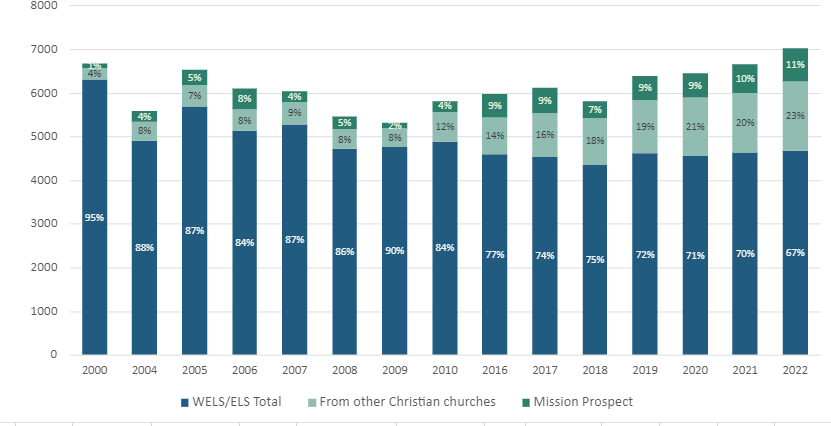 8000
7000
6000
5000
4000
3000
2000
1000
0
1% 4% 5% 8% 4% 5% 2% 4% 9% 9% 7% 9% 9% 10% 11%
4% 8% 7% 8% 9% 8% 8% 12% 14% 16% 18% 19% 21% 20% 23%
95% 88% 87% 84% 87% 86% 90% 84% 77% 74% 75% 72% 71% 70% 67%
2000 2004 2005 2006 2007 2008 2009 2010 2016 2017 2018 2019 2020 2021 2022
WELS/ELS Total From other Christian churches Mission Prospect